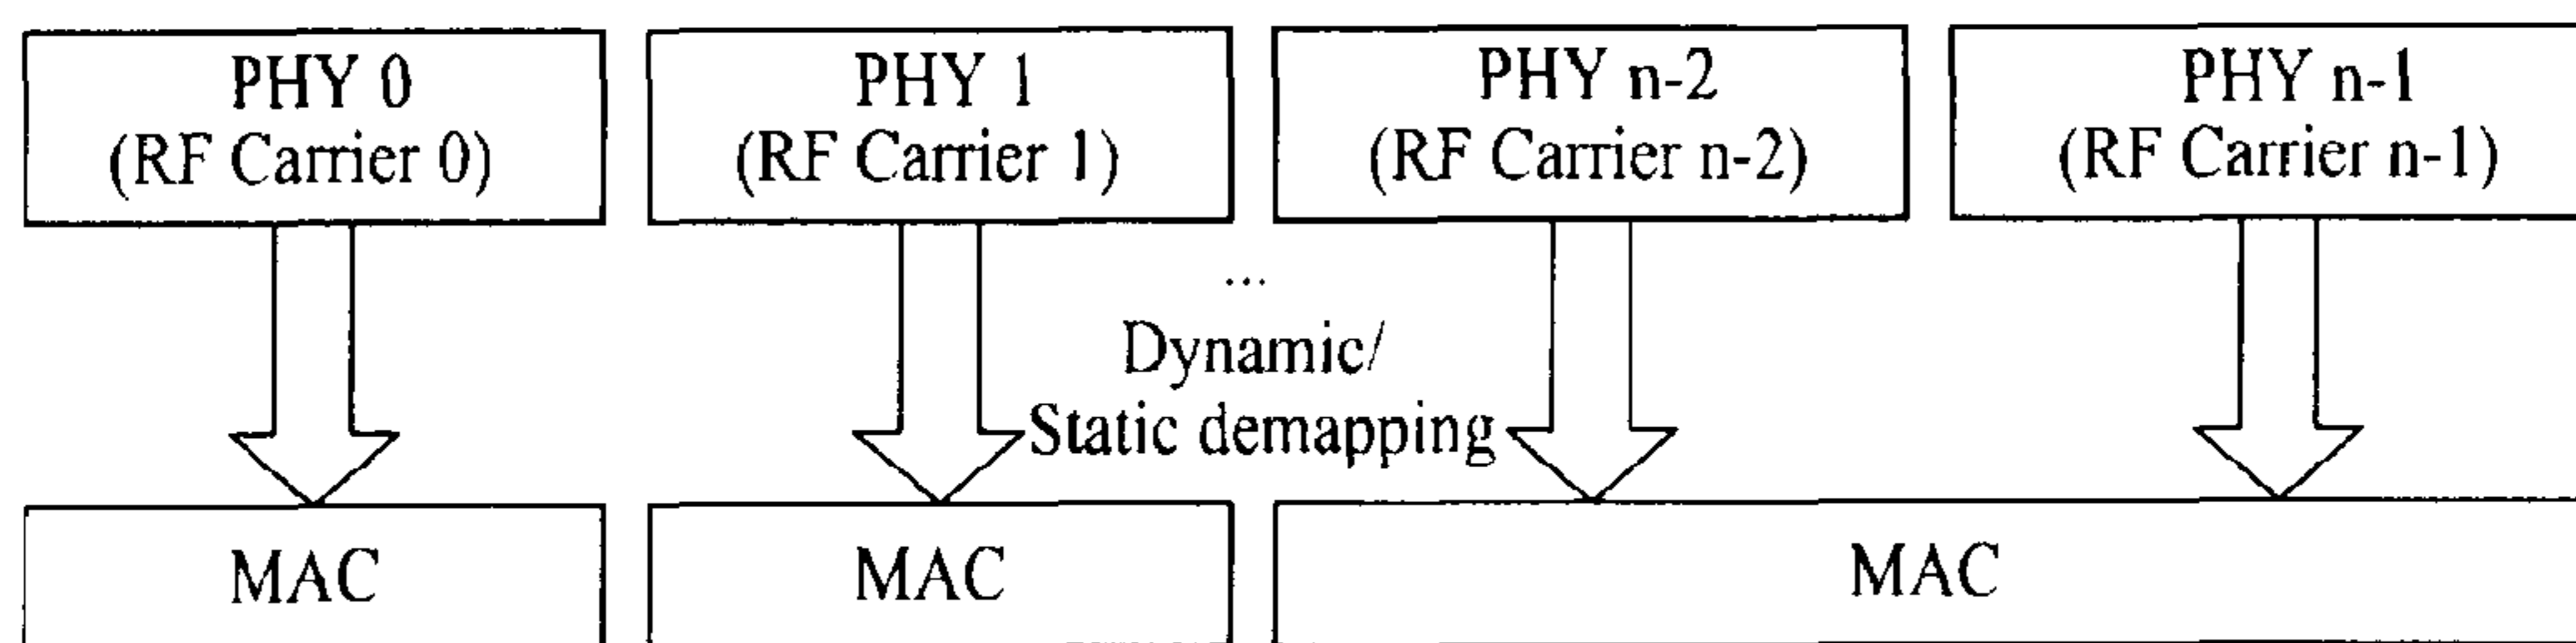 PHY 0
(RF Carrier 0)
PHY 1
(RF Carrier 1)
PHY n-2
(RF Carrier n-2)
PHY n-1
(RF Carrier n-1)
...
Dynamic/
Static demapping
MAC
MAC
MAC